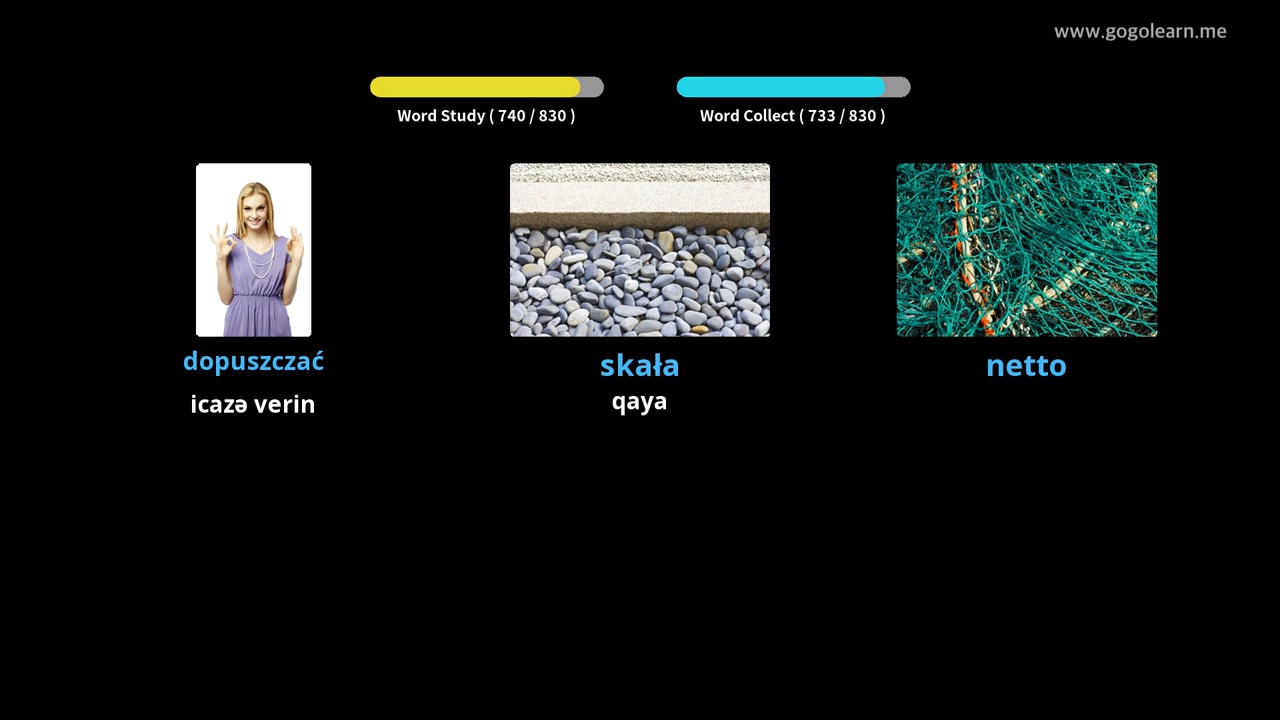 www.gogolearn.me
Word Study ( 740 / 830 )
Word Collect ( 733 / 830 )
dopuszczać
skała
netto
icazə verin
qaya